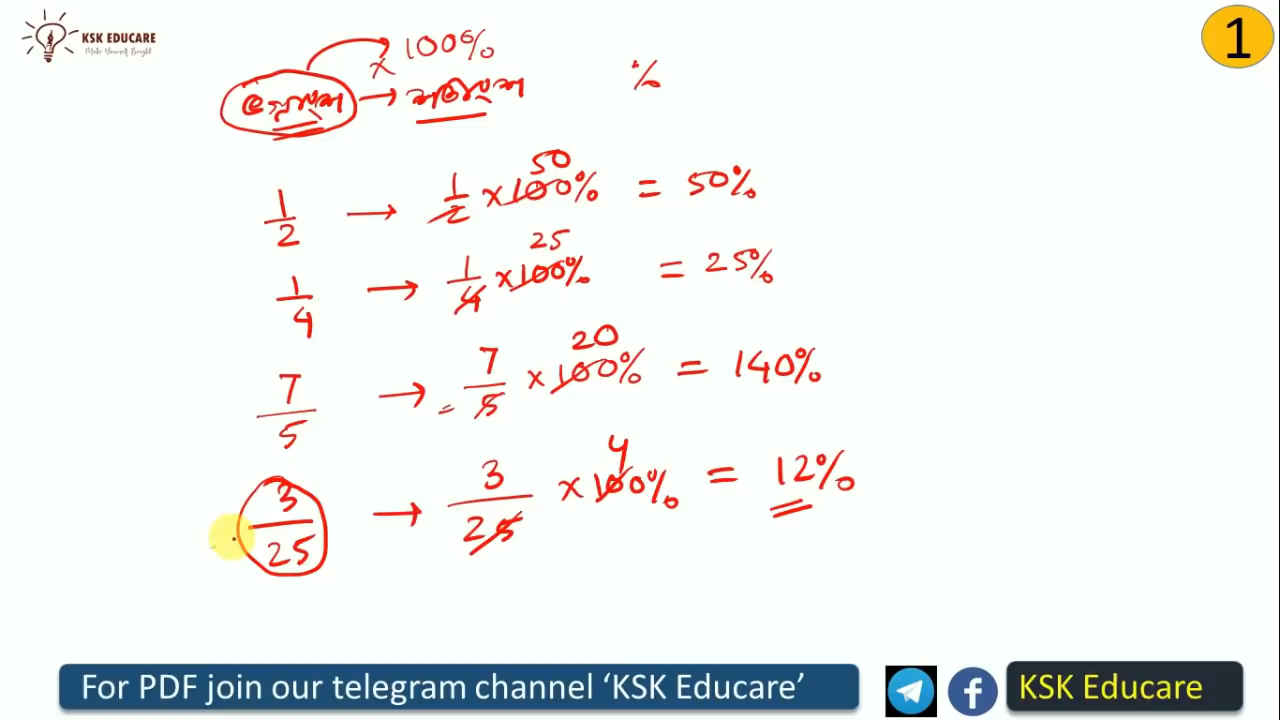 KSK EDUCARE
Make Yourself Bright
1
× 100%
ভগ্নাংশ → শতাংশ %
1/2 → 1/2 × 100% 50 = 50%
1/4 → 1/4 × 100% 25 = 25%
7/5 → = 7/5 × 100% 20 = 140%
3/25 → 3/25 × 100% 4 = 12%
For PDF join our telegram channel ‘KSK Educare’
KSK Educare